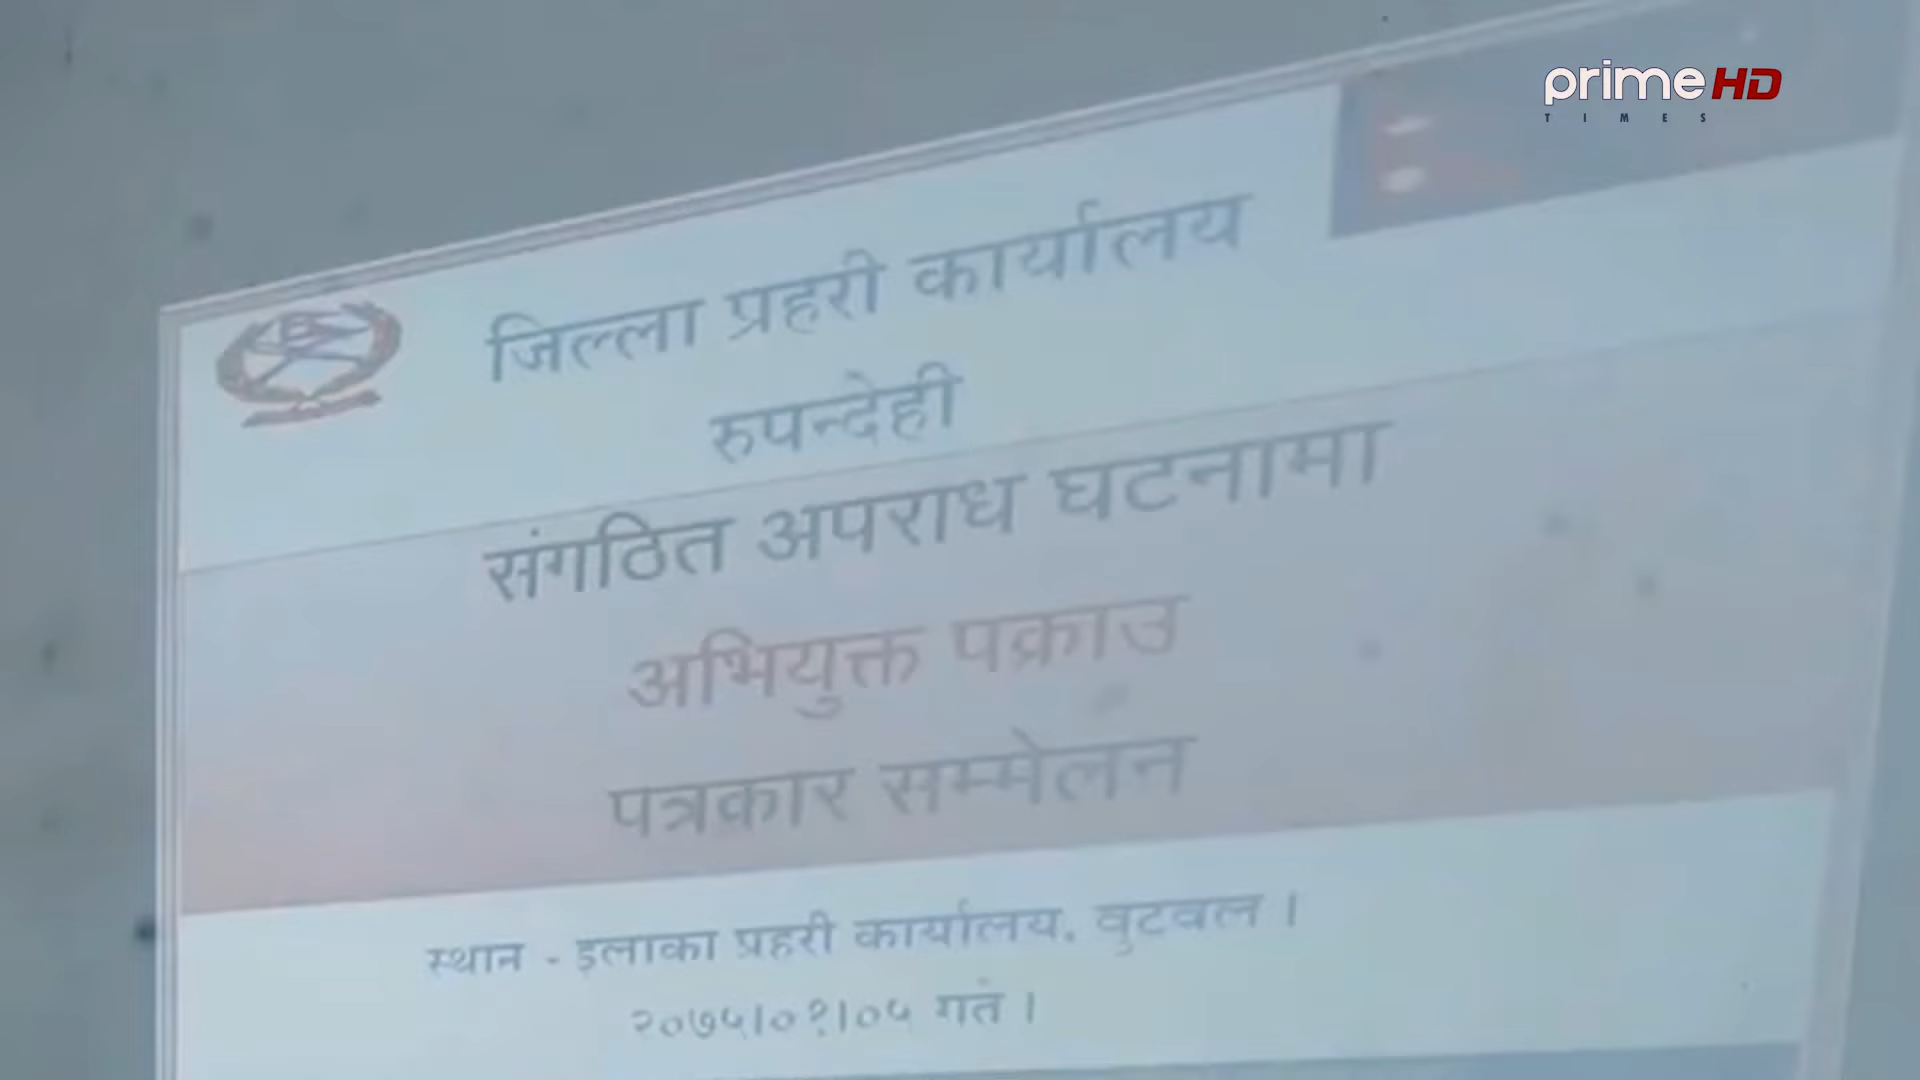 prime HD
TIMES
जिल्ला प्रहरी कार्यालय
रुपन्देही
संगठित अपराध घटनामा
अभियुक्त पक्राउ
पत्रकार सम्मेलन
स्थान - इलाका प्रहरी कार्यालय, वुटवल ।
२०७५।०१।०५ गते ।